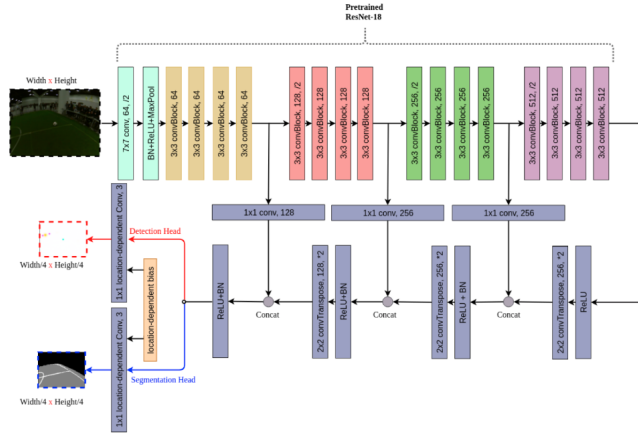 Pretrained
ResNet-18
Width x Height
7x7 conv, 64, /2
BN+ReLU+MaxPool
3x3 convBlock, 64
3x3 convBlock, 64
3x3 convBlock, 64
3x3 convBlock, 64
3x3 convBlock, 128, /2
3x3 convBlock, 128
3x3 convBlock, 128
3x3 convBlock, 128
3x3 convBlock, 256, /2
3x3 convBlock, 256
3x3 convBlock, 256
3x3 convBlock, 256
3x3 convBlock, 512, /2
3x3 convBlock, 512
3x3 convBlock, 512
3x3 convBlock, 512
1x1 conv, 128
1x1 conv, 256
1x1 conv, 256
1x1 location-dependent Conv, 3
Detection Head
Width/4 x Height/4
location-dependent bias
ReLU+BN
Concat
2x2 convTranspose, 128, *2
ReLU+BN
Concat
2x2 convTranspose, 256, *2
ReLU + BN
Concat
2x2 convTranspose, 256, *2
ReLU
1x1 location-dependent Conv, 3
Segmentation Head
Width/4 x Height/4